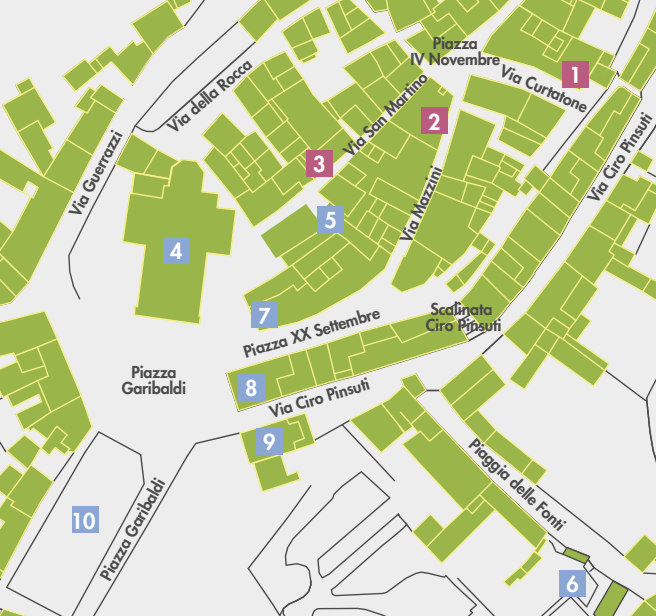 Piazza
IV Novembre
1
Via Curtatone
Via della Rocca
Via San Martino
2
Via Ciro Pinsuti
3
Via Guerrazzi
Via Mazzini
5
4
7
Scalinata
Ciro Pinsuti
Piazza XX Settembre
Piazza
Garibaldi
8
Via Ciro Pinsuti
9
Piaggia delle Fonti
10
Piazza Garibaldi
6